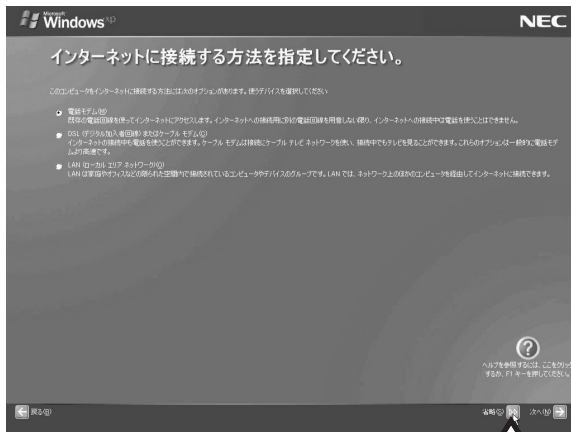 Microsoft
Windows xp
NEC
インターネットに接続する方法を指定してください。
このコンピュータをインターネットに接続する方法には次のオプションがあります。使うデバイスを選択してください
電話モデム(M)
既存の電話回線を使ってインターネットにアクセスします。インターネットへの接続用に別の電話回線を用意しない限り、インターネットへの接続中は電話を使うことはできません。
DSL (デジタル加入者回線) またはケーブル モデム(C)
インターネットの接続中も電話を使うことができます。ケーブル モデムは接続にケーブル テレビ ネットワークを使い、接続中でもテレビを見ることができます。これらのオプションは一般的に電話モデ
ムより高速です。
LAN (ローカル エリア ネットワーク)(O)
LAN は家庭やオフィスなどの限られた空間内で接続されているコンピュータやデバイスのグループです。LAN では、ネットワーク上のほかのコンピュータを経由してインターネットに接続できます。
ヘルプを参照するには、ここをクリック
するか、F1 キーを押してください。
戻る(B)
省略(S)
次へ(N)